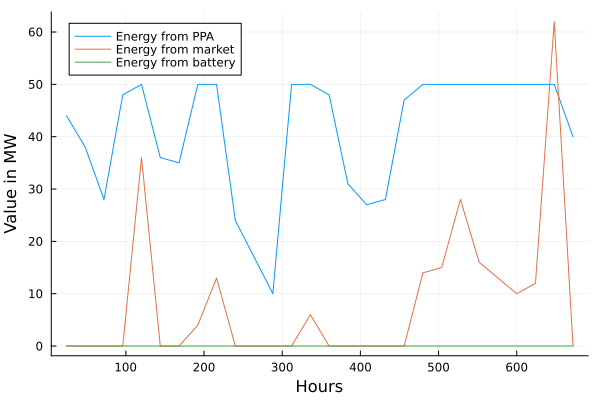 Energy from PPA
Energy from market
Energy from battery
Value in MW
60
50
40
30
20
10
0
100 200 300 400 500 600
Hours